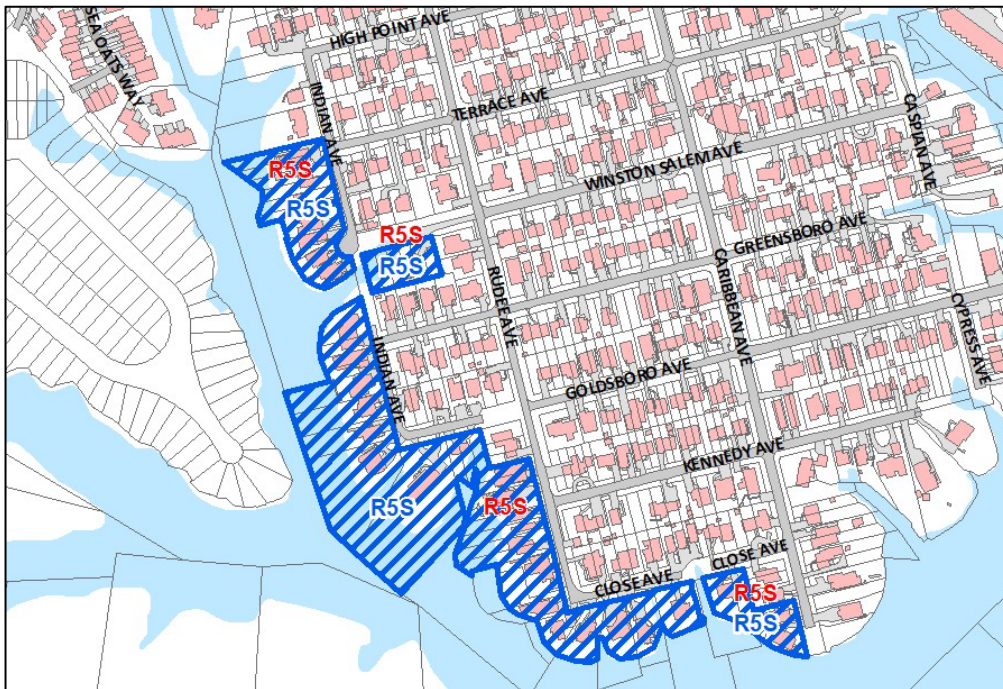 SEA OATS WAY
HIGH POINT AVE
INDIAN AVE
TERRACE AVE
CASPIAN AVE
WINSTON SALEM AVE
R5S
R5S
R5S
R5S
GREENSBORO AVE
RUDEE AVE
CARIBBEAN AVE
CYPRESS AVE
INDIAN AVE
GOLDSBORO AVE
KENNEDY AVE
R5S
R5S
CLOSE AVE
CLOSE AVE
R5S
R5S